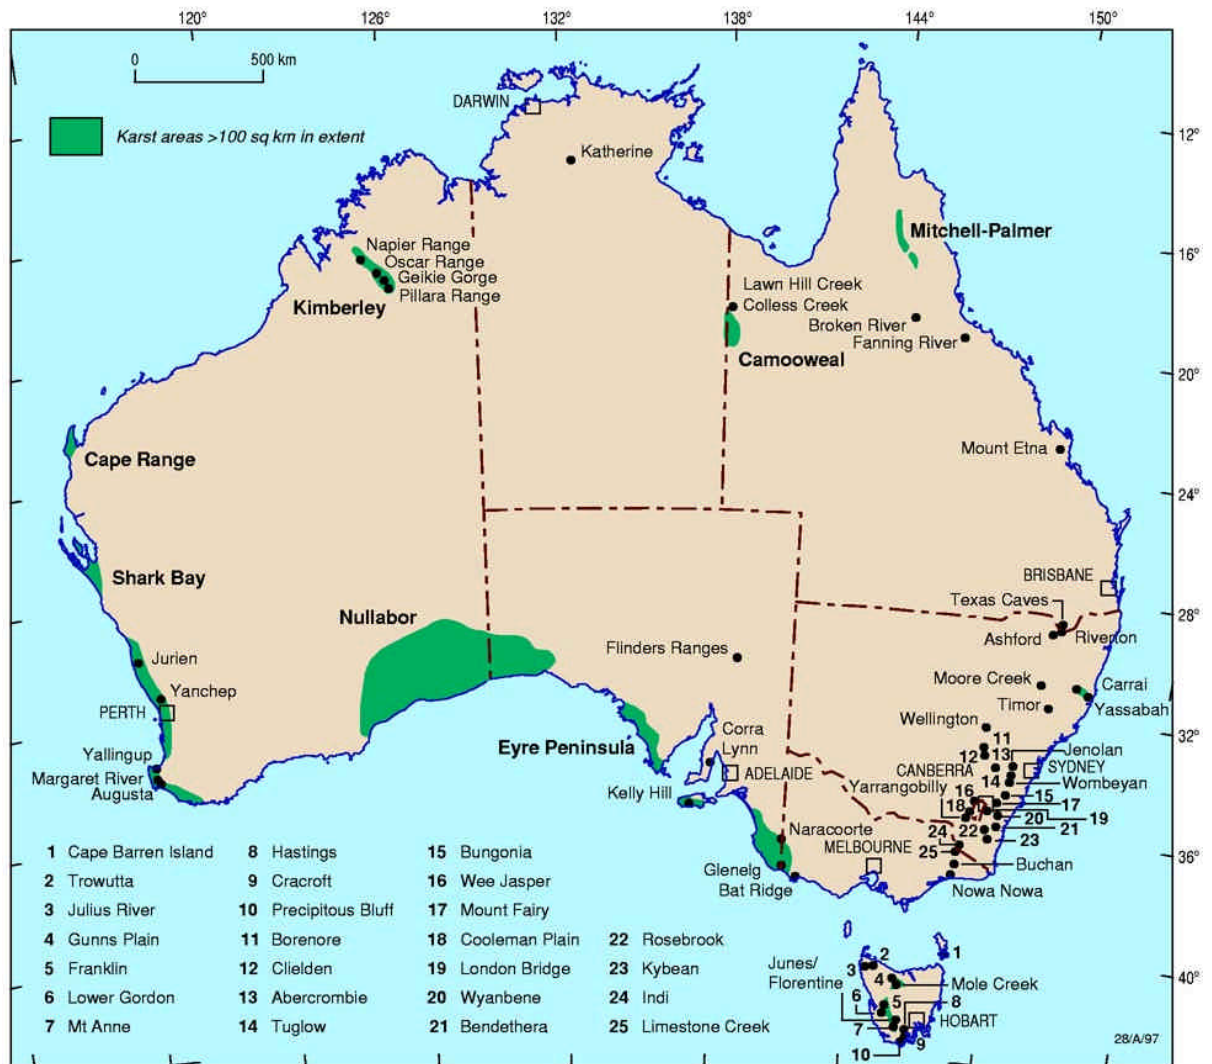 120° 126° 132° 138° 144° 150°
0 500 km
DARWIN
Karst areas >100 sq km in extent
12°
Katherine
Mitchell-Palmer
Napier Range
16°
Oscar Range
Geikie Gorge
Pillara Range
Kimberley
Lawn Hill Creek
Colless Creek
Broken River
Fanning River
Camooweal
20°
Mount Etna
Cape Range
24°
Shark Bay
BRISBANE
Texas Caves
28°
Nullabor
Ashford
Riverton
Flinders Ranges
Jurien
Moore Creek
Carrai
Yanchep
Timor
Yassabah
PERTH
Wellington
32°
Corra
Lynn
11
Eyre Peninsula
12
13
Jenolan
Yallingup
SYDNEY
ADELAIDE
CANBERRA
Margaret River
14
Wombeyan
Augusta
Kelly Hill
Yarrangobilly
16
15
18
17
20
19
Naracoorte
24
22
21
MELBOURNE
23
25
36°
Glenelg
Buchan
Bat Ridge
Nowa Nowa
1 Cape Barren Island
2 Trowutta
3 Julius River
4 Gunns Plain
5 Franklin
6 Lower Gordon
7 Mt Anne
8 Hastings
9 Cracroft
10 Precipitous Bluff
11 Borenore
12 Clielden
13 Abercrombie
14 Tuglow
15 Bungonia
16 Wee Jasper
17 Mount Fairy
18 Cooleman Plain
19 London Bridge
20 Wyanbene
21 Bendethera
22 Rosebrook
23 Kybean
24 Indi
25 Limestone Creek
2
1
Junes/
Florentine
3
4
40°
Mole Creek
6
5
8
HOBART
7
9
10
28/A/97